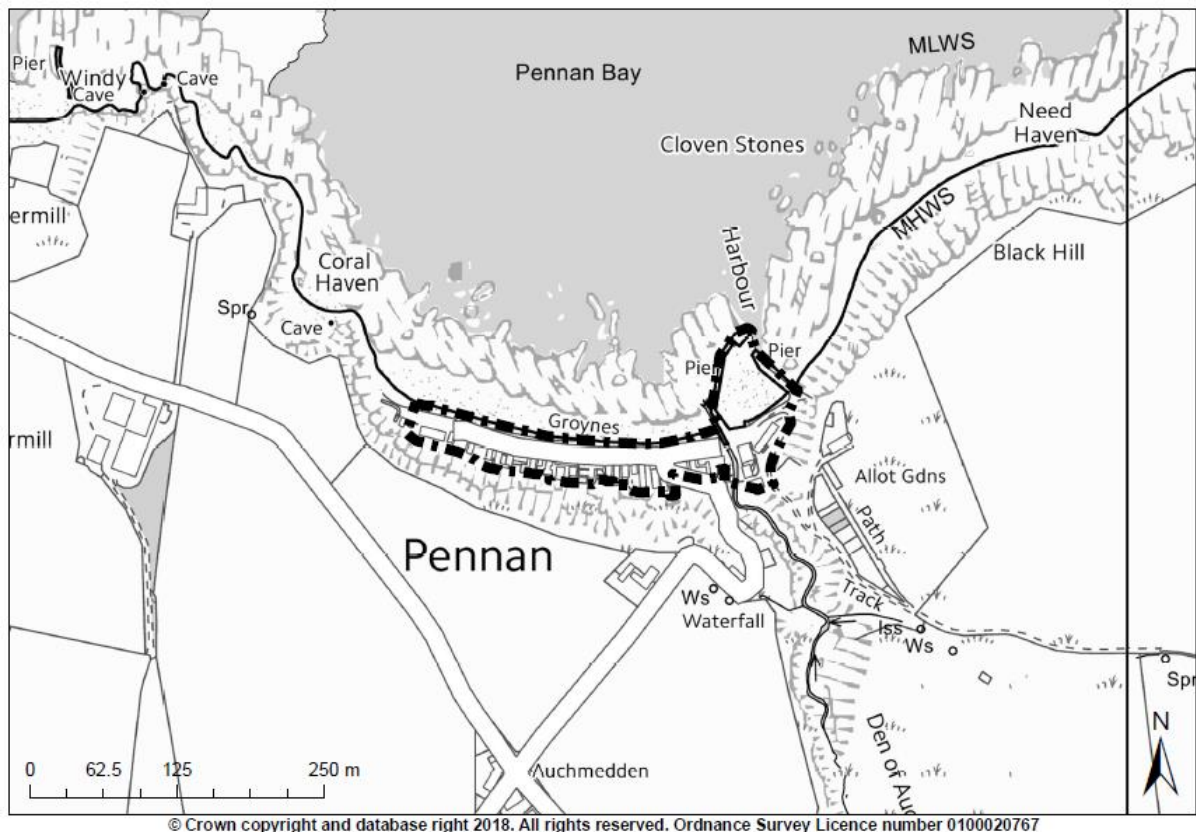 MLWS
Pier
Windy
Cave
Cave
Pennan Bay
Need
Haven
Cloven Stones
MHWS
ermill
Harbour
Black Hill
Coral
Haven
Spr
Cave
Pier
Pier
Groynes
rmill
Allot Gdns
Path
Pennan
Ws
Waterfall
Track
Iss
Ws
Spr
N
Den of Auc
0 62.5 125 250 m
Auchmedden
© Crown copyright and database right 2018. All rights reserved. Ordnance Survey Licence number 0100020767